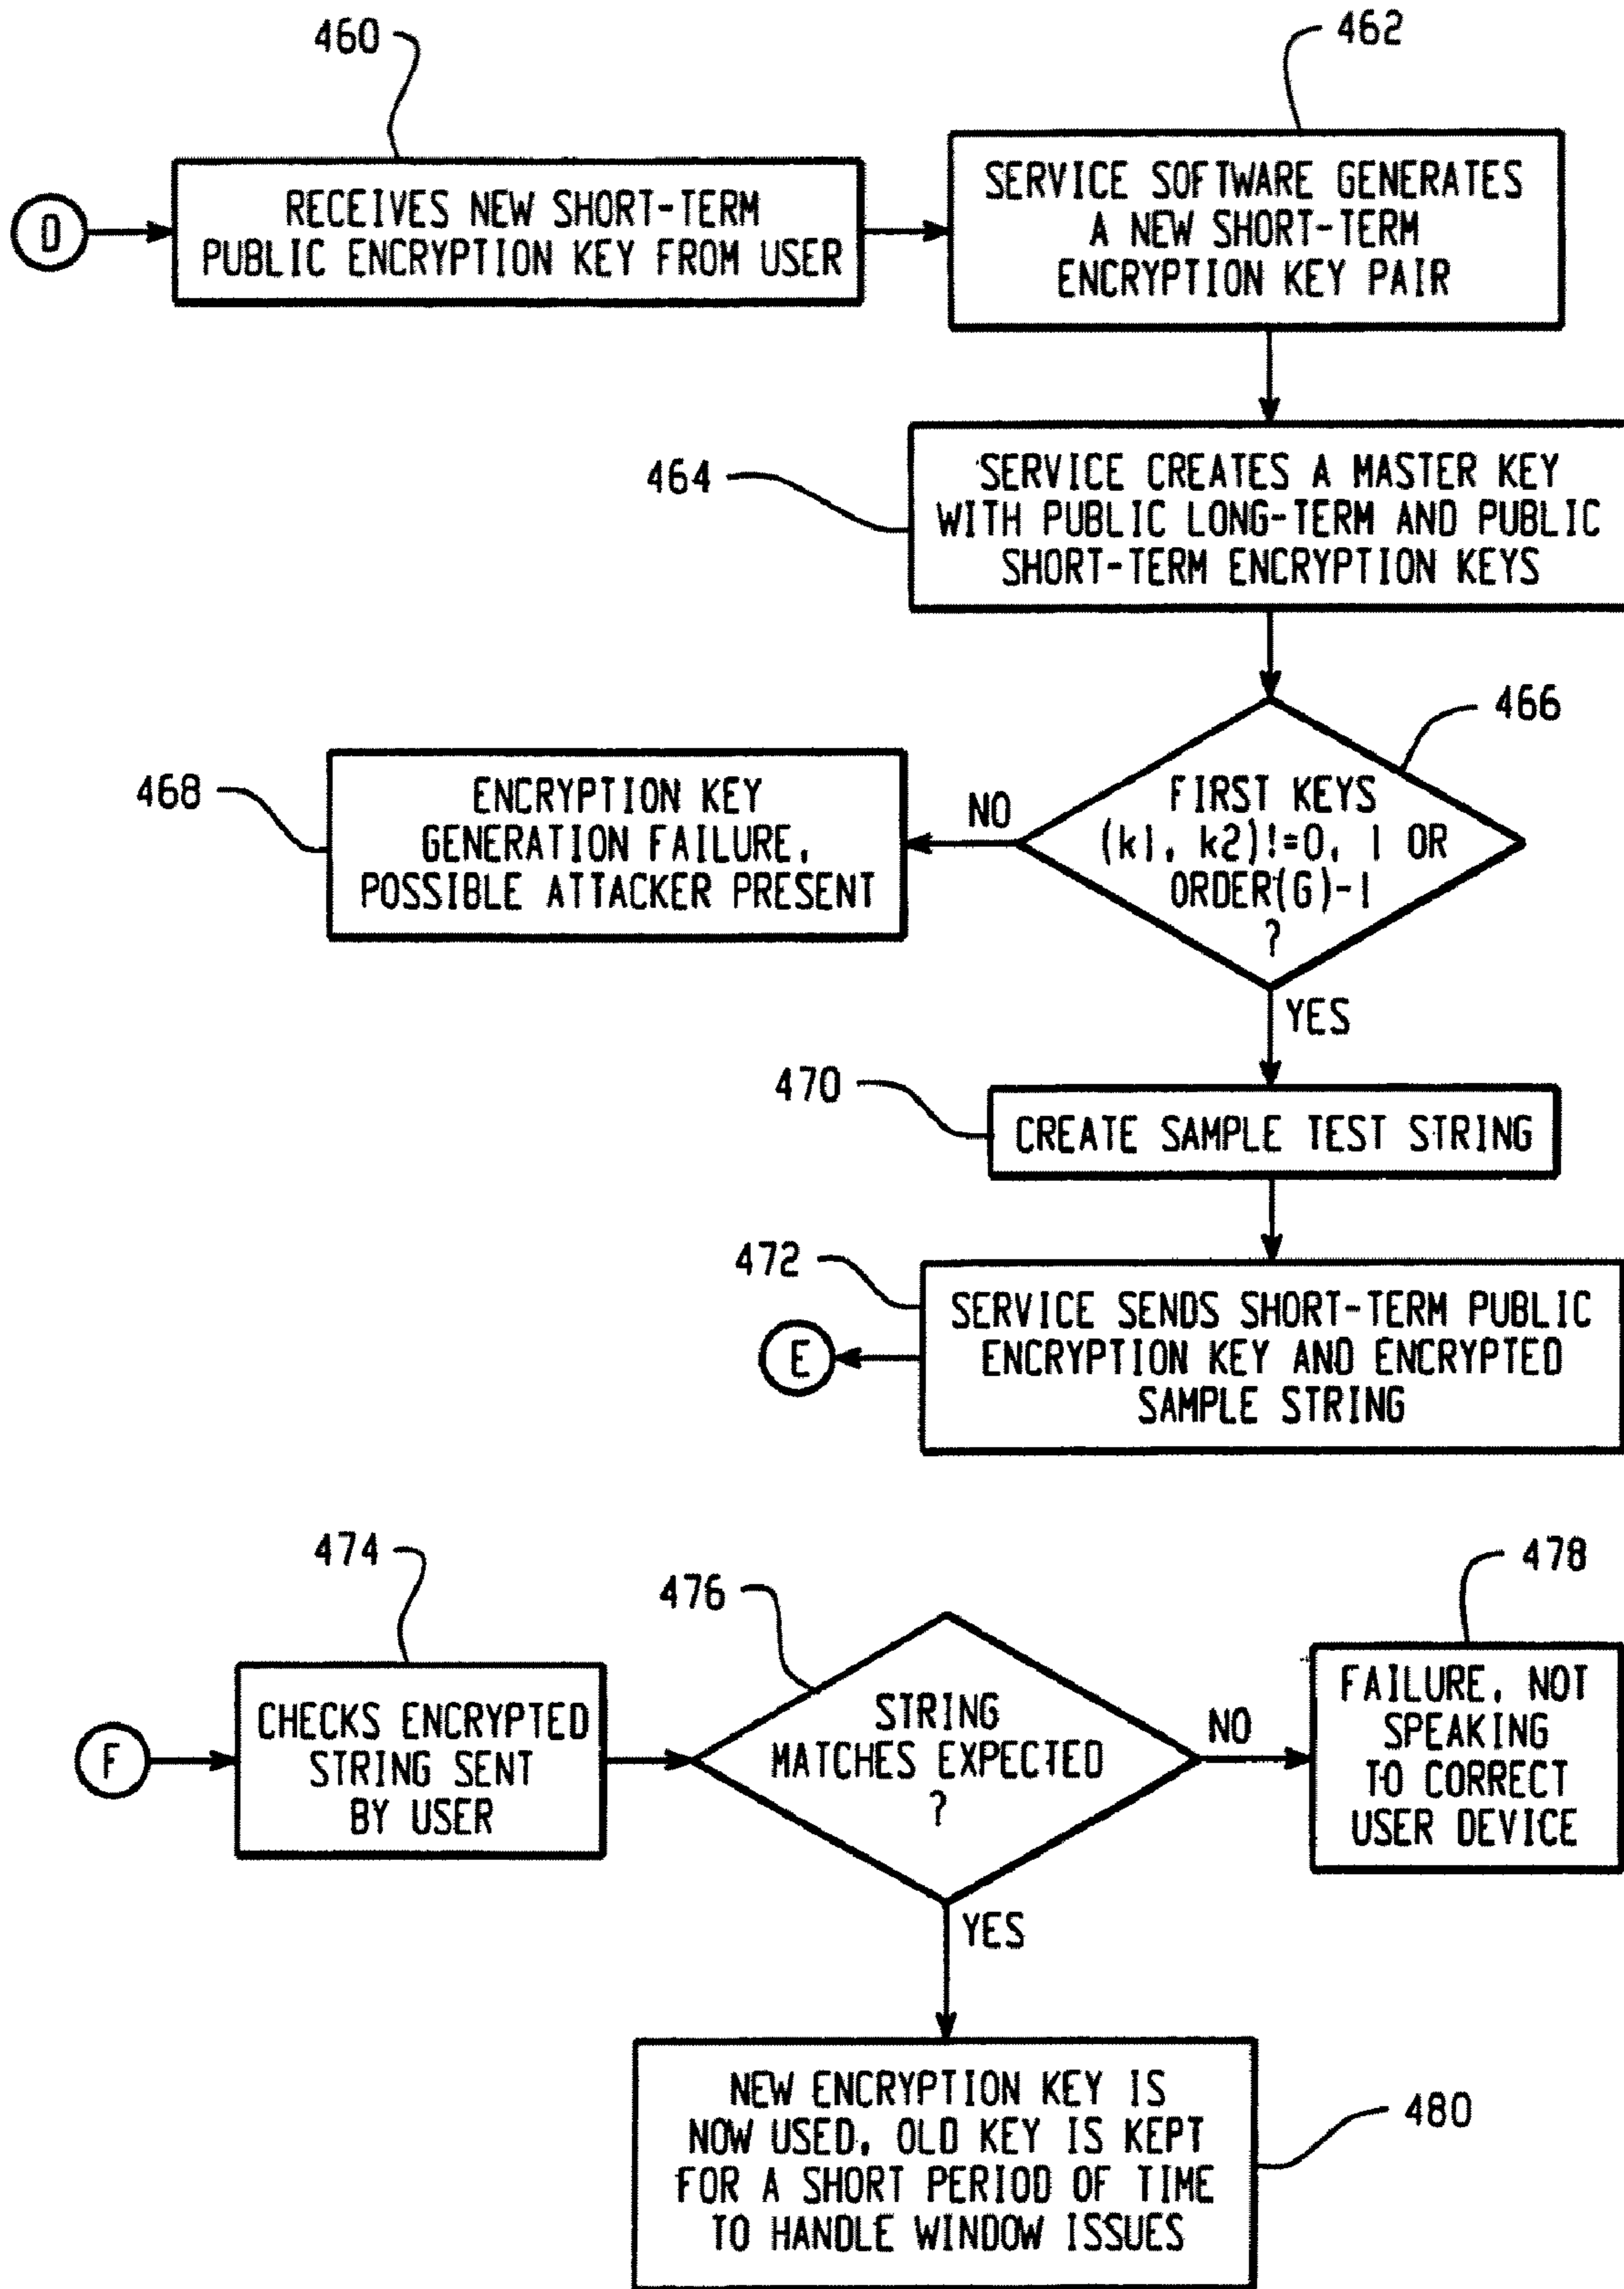 460
462
D
RECEIVES NEW SHORT-TERM
PUBLIC ENCRYPTION KEY FROM USER
SERVICE SOFTWARE GENERATES
A NEW SHORT-TERM
ENCRYPTION KEY PAIR
464
SERVICE CREATES A MASTER KEY
WITH PUBLIC LONG-TERM AND PUBLIC
SHORT-TERM ENCRYPTION KEYS
466
468
ENCRYPTION KEY
GENERATION FAILURE,
POSSIBLE ATTACKER PRESENT
NO
FIRST KEYS
(k1, k2)!=0, 1 OR
ORDER(G)-1
?
YES
470
CREATE SAMPLE TEST STRING
472
SERVICE SENDS SHORT-TERM PUBLIC
ENCRYPTION KEY AND ENCRYPTED
SAMPLE STRING
E
474
476
478
F
CHECKS ENCRYPTED
STRING SENT
BY USER
STRING
MATCHES EXPECTED
?
NO
FAILURE, NOT
SPEAKING
TO CORRECT
USER DEVICE
YES
NEW ENCRYPTION KEY IS
NOW USED, OLD KEY IS KEPT
FOR A SHORT PERIOD OF TIME
TO HANDLE WINDOW ISSUES
480